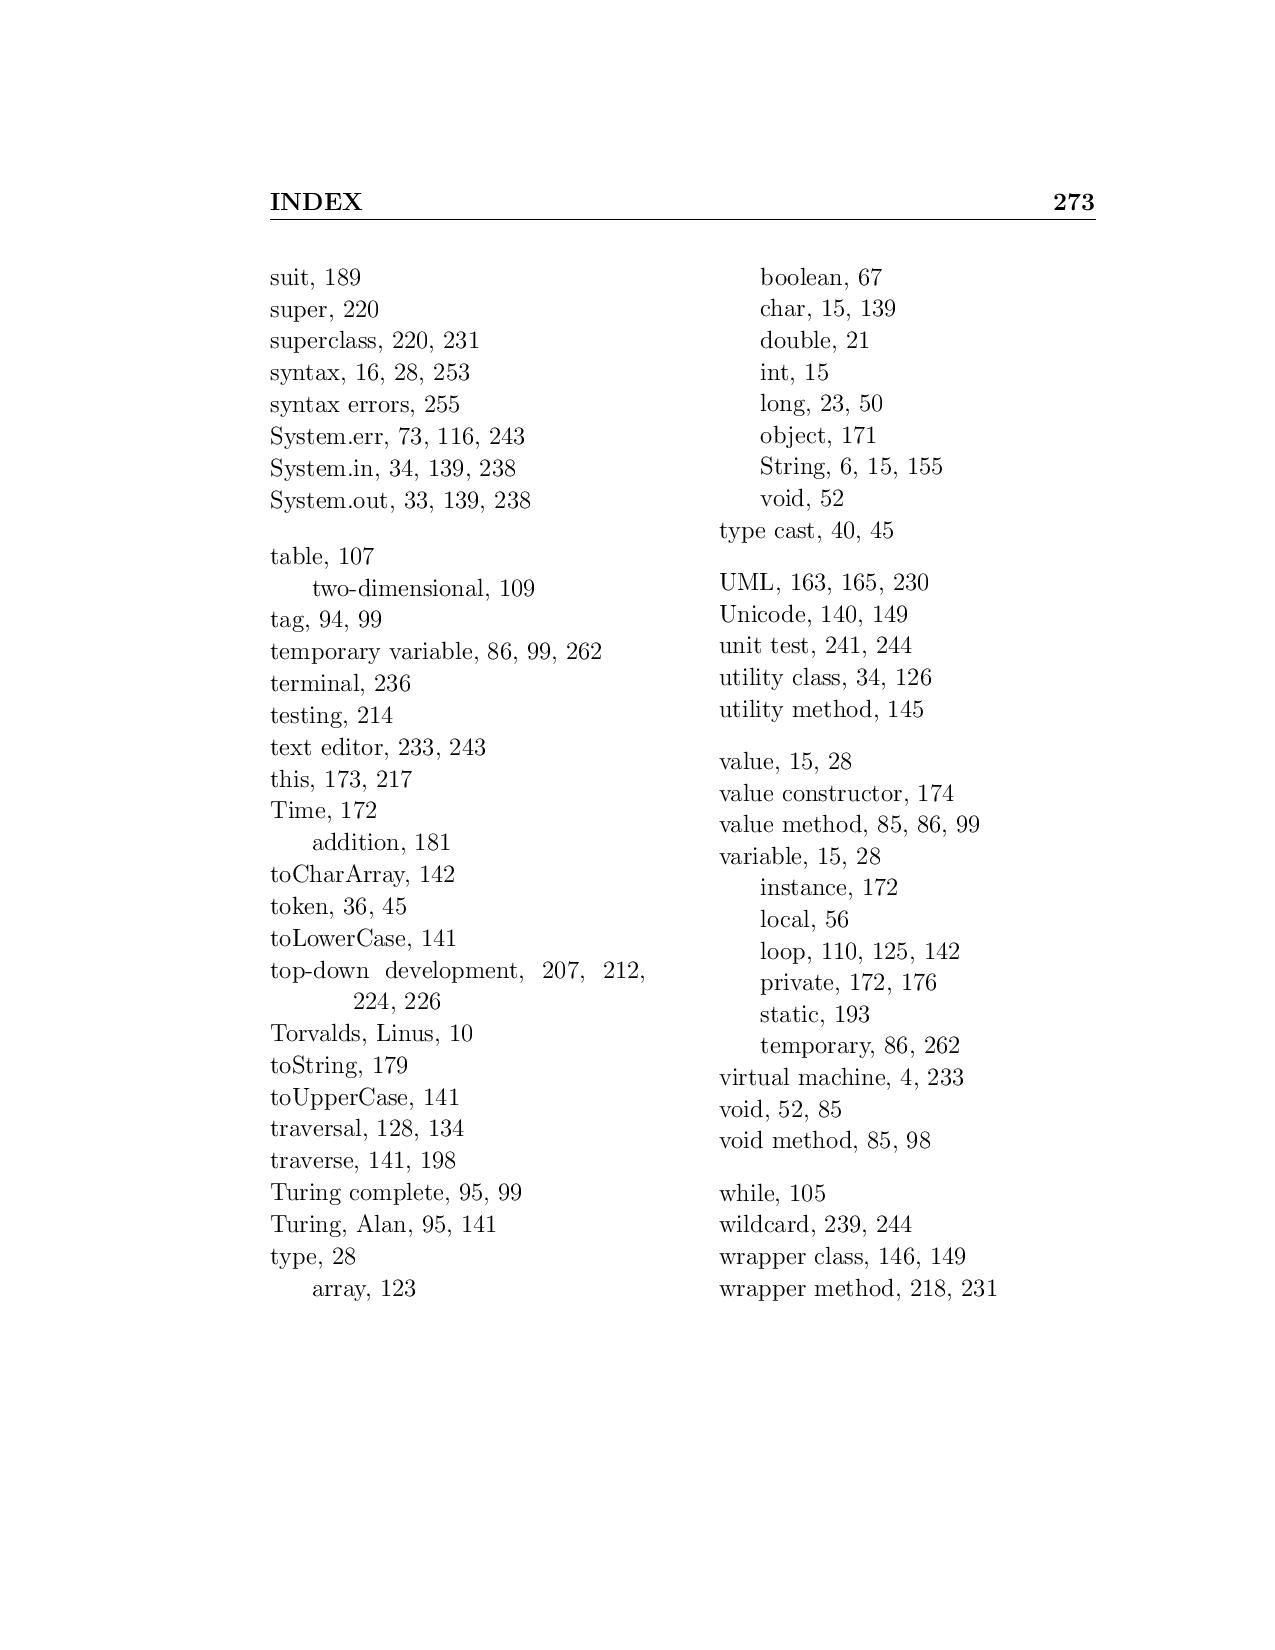 INDEX 273
suit, 189
super, 220
superclass, 220, 231
syntax, 16, 28, 253
syntax errors, 255
System.err, 73, 116, 243
System.in, 34, 139, 238
System.out, 33, 139, 238
table, 107
two-dimensional, 109
tag, 94, 99
temporary variable, 86, 99, 262
terminal, 236
testing, 214
text editor, 233, 243
this, 173, 217
Time, 172
addition, 181
toCharArray, 142
token, 36, 45
toLowerCase, 141
top-down development, 207, 212,
224, 226
Torvalds, Linus, 10
toString, 179
toUpperCase, 141
traversal, 128, 134
traverse, 141, 198
Turing complete, 95, 99
Turing, Alan, 95, 141
type, 28
array, 123
boolean, 67
char, 15, 139
double, 21
int, 15
long, 23, 50
object, 171
String, 6, 15, 155
void, 52
type cast, 40, 45
UML, 163, 165, 230
Unicode, 140, 149
unit test, 241, 244
utility class, 34, 126
utility method, 145
value, 15, 28
value constructor, 174
value method, 85, 86, 99
variable, 15, 28
instance, 172
local, 56
loop, 110, 125, 142
private, 172, 176
static, 193
temporary, 86, 262
virtual machine, 4, 233
void, 52, 85
void method, 85, 98
while, 105
wildcard, 239, 244
wrapper class, 146, 149
wrapper method, 218, 231